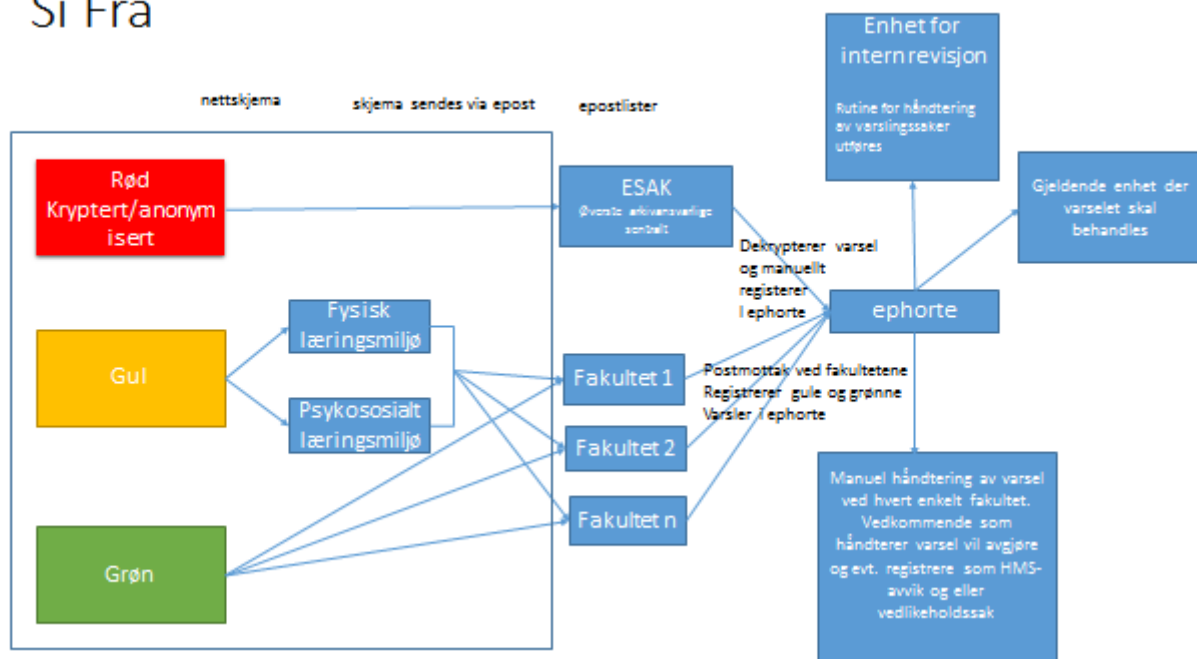 Si Fra
nettskjema
skjema sendes via epost
epostlister
Rød
Kryptert/anonym
isert
Gul
Grøn
Fysisk
læringsmiljø
Psykososialt
læringsmiljø
ESAK
Øverste arkivansvarlige
sentralt
Fakultet 1
Fakultet 2
Fakultet n
Dekrypterer varsel
og manuellt
registerer
I ephorte
Postmottak ved fakultetene
Registrerer gule og grønne
Varsler i ephorte
Enhet for
intern revisjon
Rutine for håndtering
av varslingssaker
utføres
Gjeldende enhet der
varselet skal
behandles
ephorte
Manuel håndtering av varsel
ved hvert enkelt fakultet.
Vedkommende som
håndterer varsel vil avgjøre
og evt. registrere som HMS-
avvik og eller
vedlikeholdssak